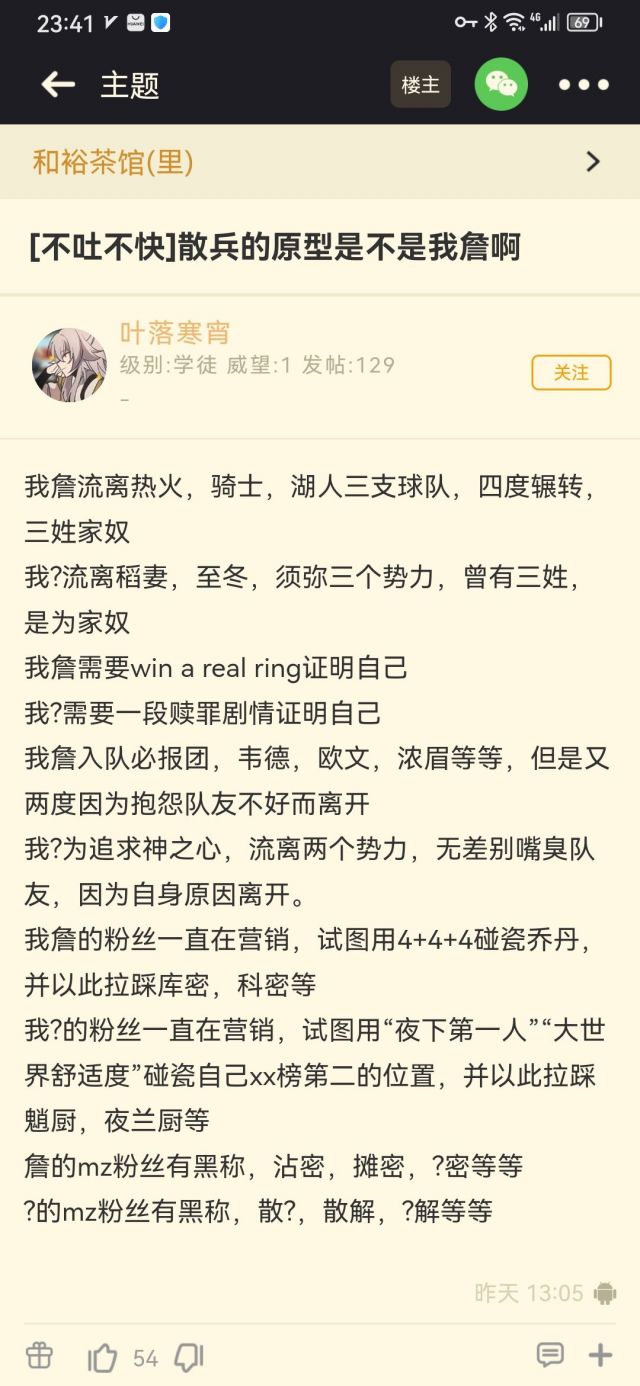 23:41
4G
69
主题
楼主
和裕茶馆(里)
[不吐不快]散兵的原型是不是我詹啊
叶落寒宵
级别:学徒 威望:1 发帖:129
-
关注
我詹流离热火，骑士，湖人三支球队，四度辗转，
三姓家奴
我?流离稻妻，至冬，须弥三个势力，曾有三姓，
是为家奴
我詹需要win a real ring证明自己
我?需要一段赎罪剧情证明自己
我詹入队必报团，韦德，欧文，浓眉等等，但是又
两度因为抱怨队友不好而离开
我?为追求神之心，流离两个势力，无差别嘴臭队
友，因为自身原因离开。
我詹的粉丝一直在营销，试图用4+4+4碰瓷乔丹，
并以此拉踩库密，科密等
我?的粉丝一直在营销，试图用“夜下第一人”“大世
界舒适度”碰瓷自己xx榜第二的位置，并以此拉踩
魈厨，夜兰厨等
詹的mz粉丝有黑称，沾密，摊密，?密等等
?的mz粉丝有黑称，散?，散解，?解等等
昨天 13:05
54